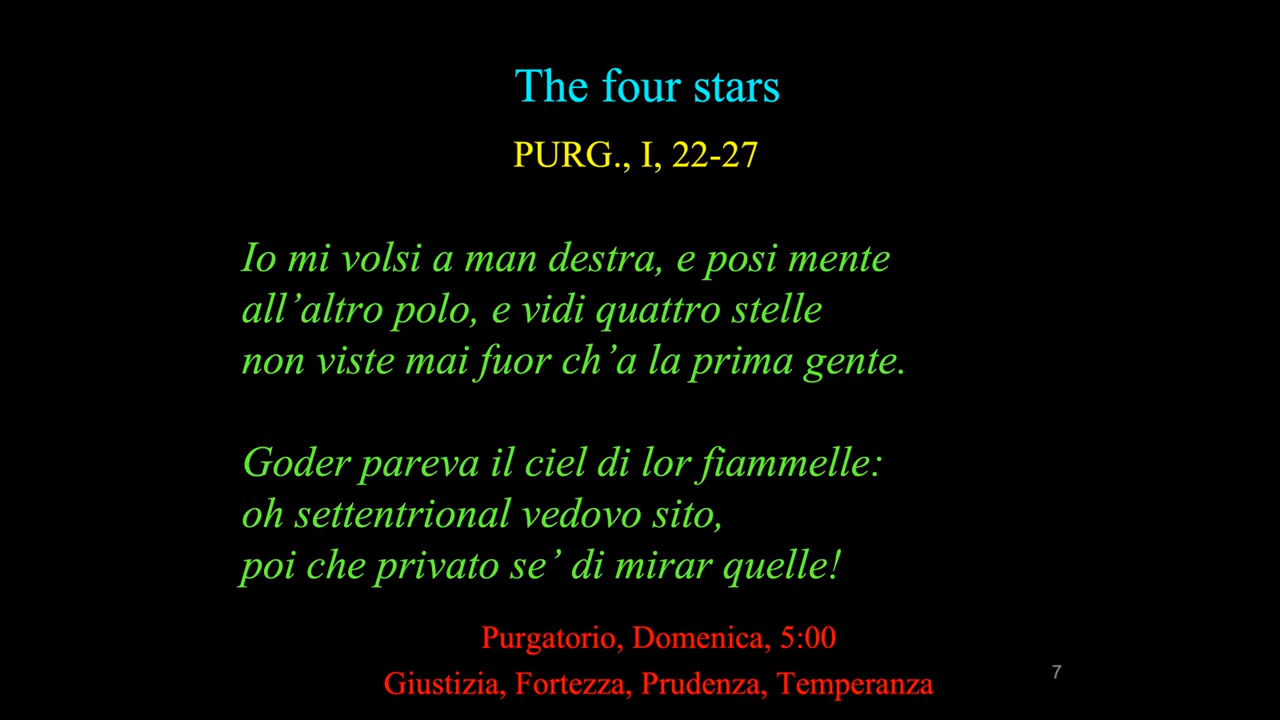 The four stars
PURG., I, 22-27
Io mi volsi a man destra, e posi mente
all’altro polo, e vidi quattro stelle
non viste mai fuor ch’a la prima gente.
Goder pareva il ciel di lor fiammelle:
oh settentrional vedovo sito,
poi che privato se’ di mirar quelle!
Purgatorio, Domenica, 5:00
Giustizia, Fortezza, Prudenza, Temperanza
7